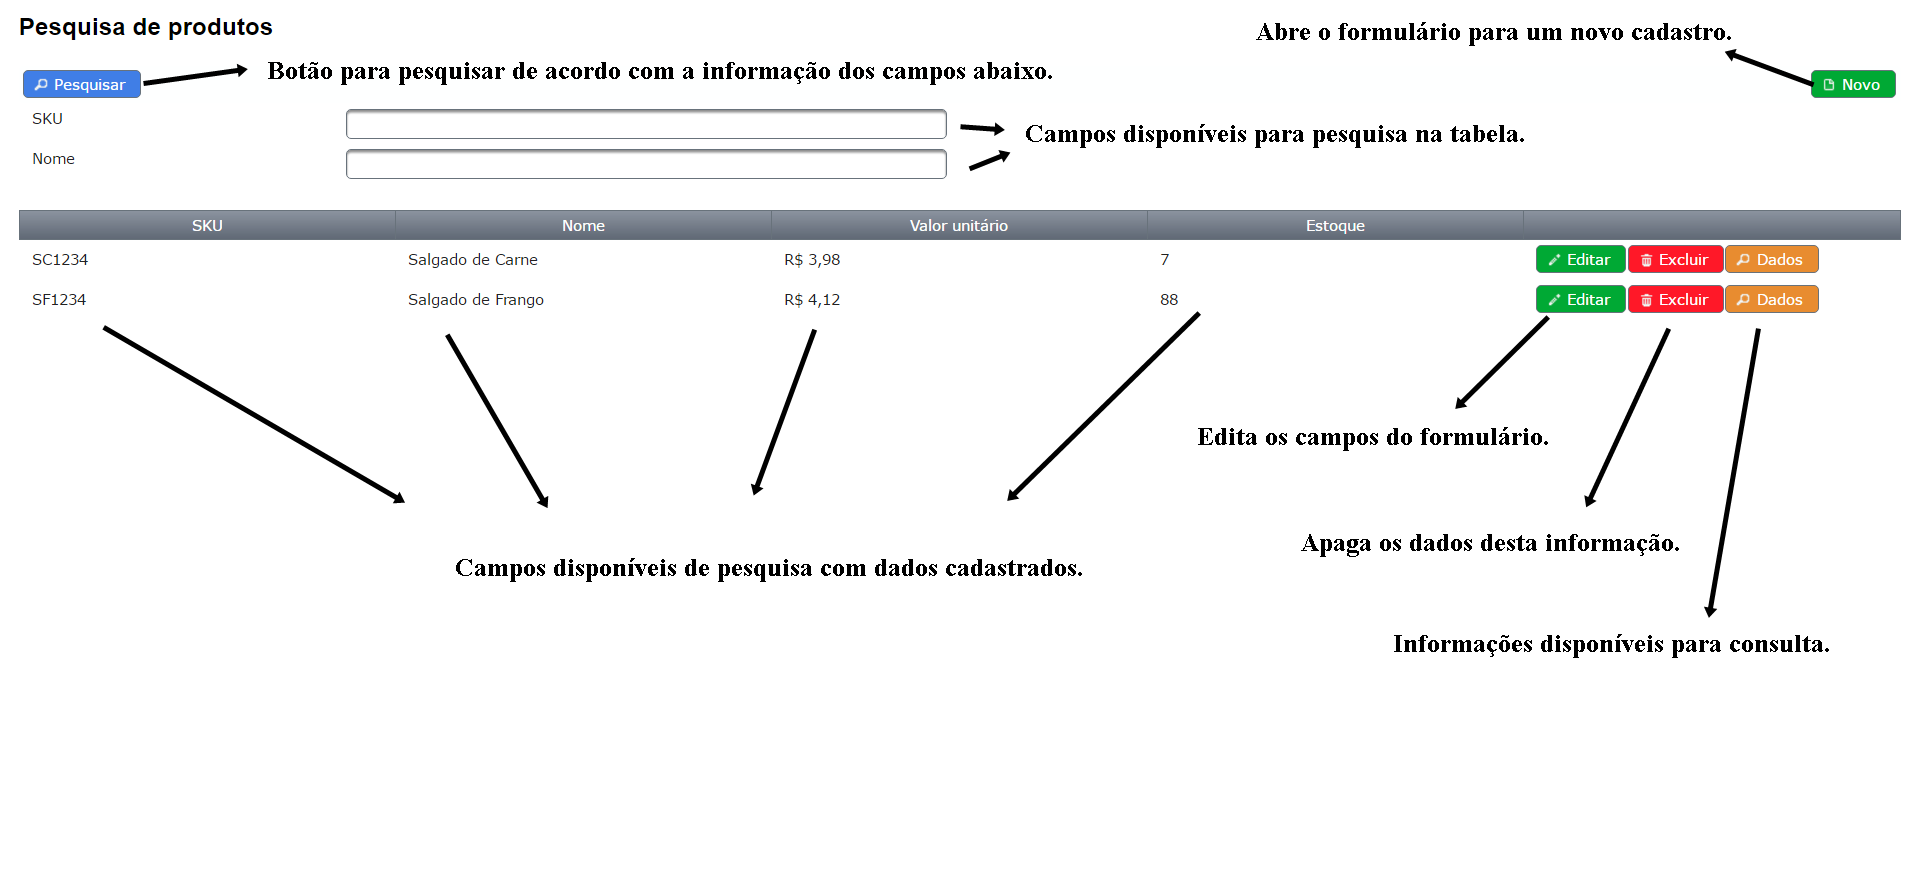 Pesquisa de produtos
Abre o formulário para um novo cadastro.
Pesquisar
Botão para pesquisar de acordo com a informação dos campos abaixo.
Novo
SKU
Campos disponíveis para pesquisa na tabela.
Nome
SKU Nome Valor unitário Estoque
SC1234 Salgado de Carne R$ 3,98 7 Editar Excluir Dados
SF1234 Salgado de Frango R$ 4,12 88 Editar Excluir Dados
Edita os campos do formulário.
Apaga os dados desta informação.
Campos disponíveis de pesquisa com dados cadastrados.
Informações disponíveis para consulta.